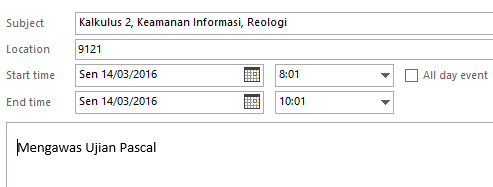 Subject Kalkulus 2, Keamanan Informasi, Reologi
Location 9121
Start time Sen 14/03/2016 8:01 All day event
End time Sen 14/03/2016 10:01
Mengawas Ujian Pascal